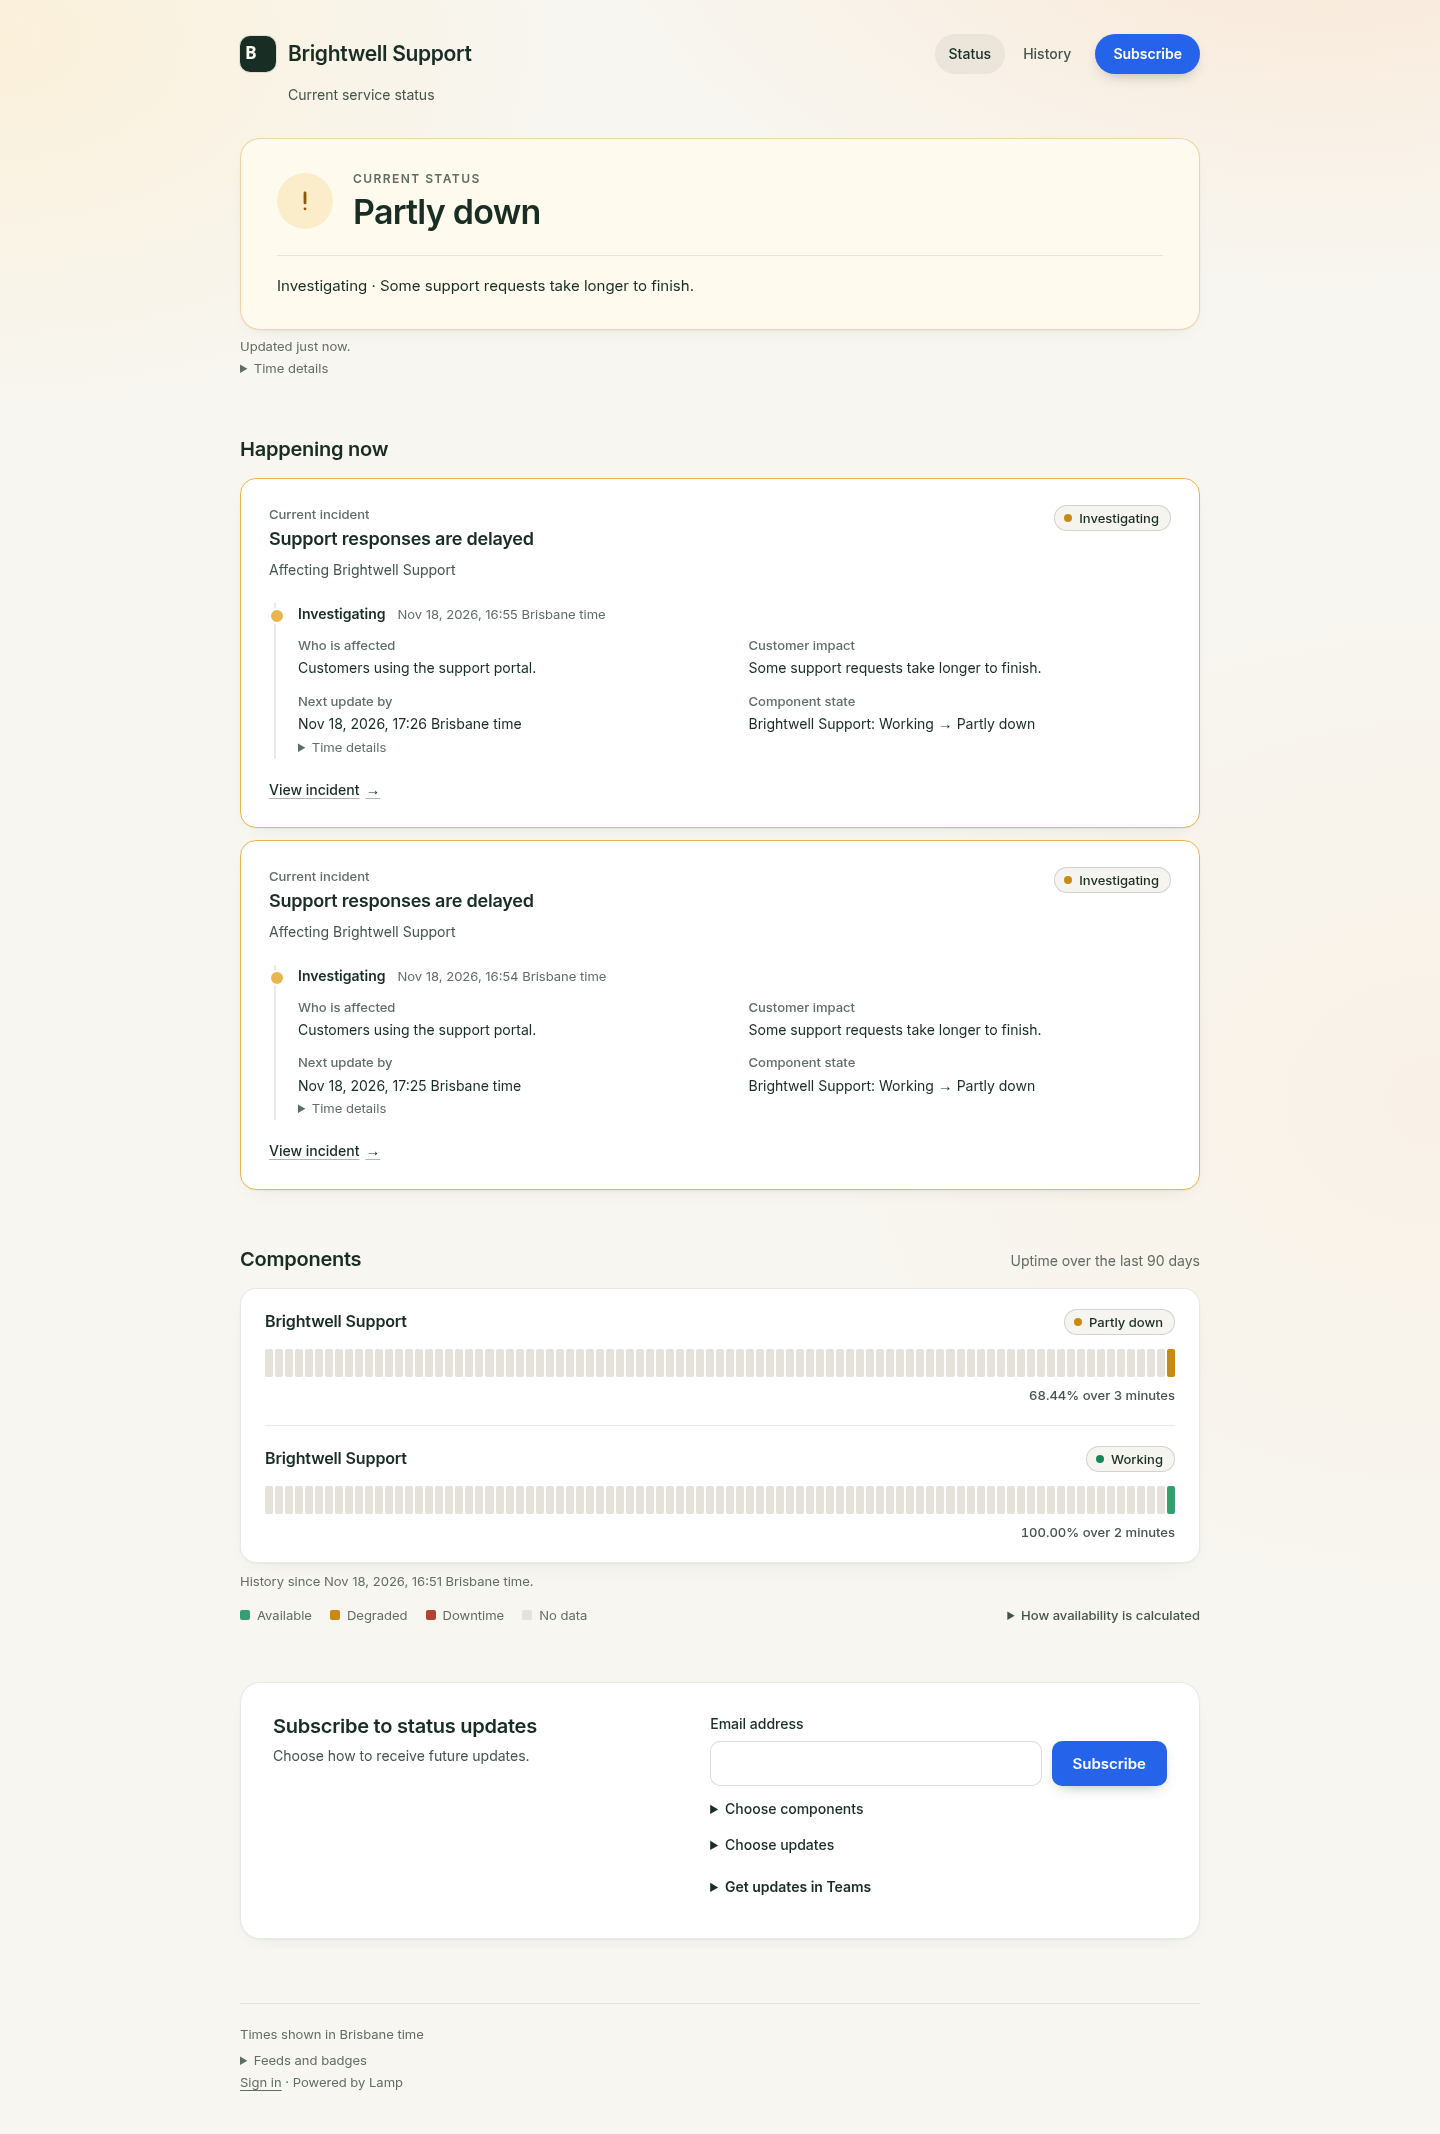 B
Brightwell Support
Status
History
Subscribe
Current service status
CURRENT STATUS
!
Partly down
Investigating · Some support requests take longer to finish.
Updated just now.
▶ Time details
Happening now
Current incident
Investigating
Support responses are delayed
Affecting Brightwell Support
Investigating Nov 18, 2026, 16:55 Brisbane time
Who is affected
Customers using the support portal.
Customer impact
Some support requests take longer to finish.
Next update by
Nov 18, 2026, 17:26 Brisbane time
▶ Time details
Component state
Brightwell Support: Working → Partly down
View incident →
Current incident
Investigating
Support responses are delayed
Affecting Brightwell Support
Investigating Nov 18, 2026, 16:54 Brisbane time
Who is affected
Customers using the support portal.
Customer impact
Some support requests take longer to finish.
Next update by
Nov 18, 2026, 17:25 Brisbane time
▶ Time details
Component state
Brightwell Support: Working → Partly down
View incident →
Components
Uptime over the last 90 days
Brightwell Support
Partly down
68.44% over 3 minutes
Brightwell Support
Working
100.00% over 2 minutes
History since Nov 18, 2026, 16:51 Brisbane time.
Available
Degraded
Downtime
No data
▶ How availability is calculated
Subscribe to status updates
Choose how to receive future updates.
Email address
Subscribe
▶ Choose components
▶ Choose updates
▶ Get updates in Teams
Times shown in Brisbane time
▶ Feeds and badges
Sign in · Powered by Lamp